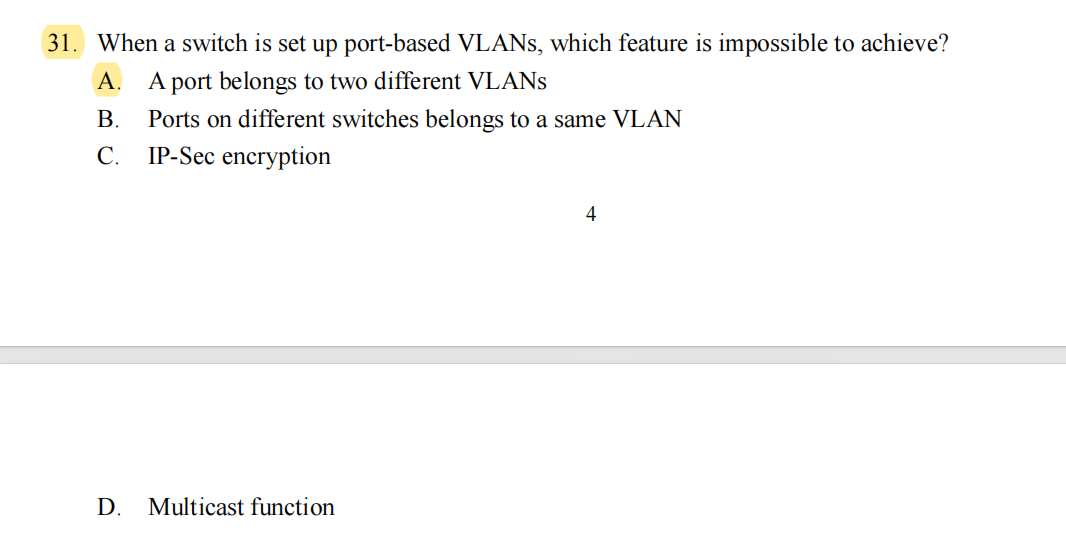 31. When a switch is set up port-based VLANs, which feature is impossible to achieve?
A. A port belongs to two different VLANs
B. Ports on different switches belongs to a same VLAN
C. IP-Sec encryption
4
D. Multicast function